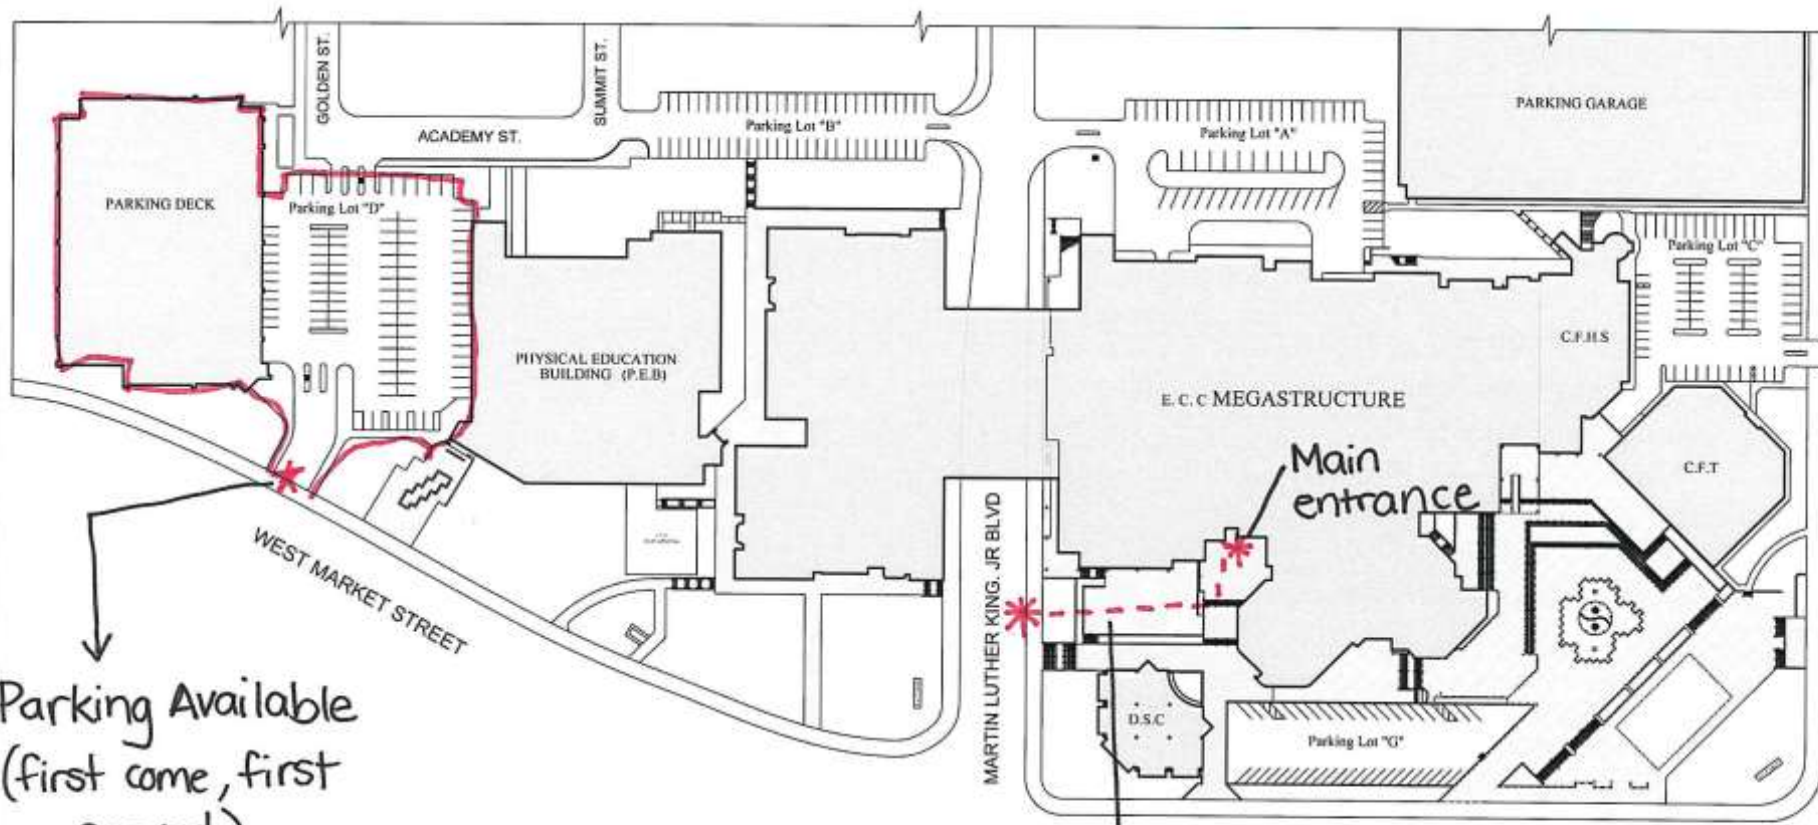 GOLDEN ST.
SUMMIT ST.
ACADEMY ST.
Parking Lot "B"
Parking Lot "A"
PARKING GARAGE
PARKING DECK
Parking Lot "D"
Parking Lot "C"
PHYSICAL EDUCATION
BUILDING (P.E.B)
C.F.H.S
E. C. C MEGASTRUCTURE
Main
entrance
C.F.T
WEST MARKET STREET
MARTIN LUTHER KING, JR BLVD
Parking Available
(first come, first
D.S.C
Parking Lot "G"